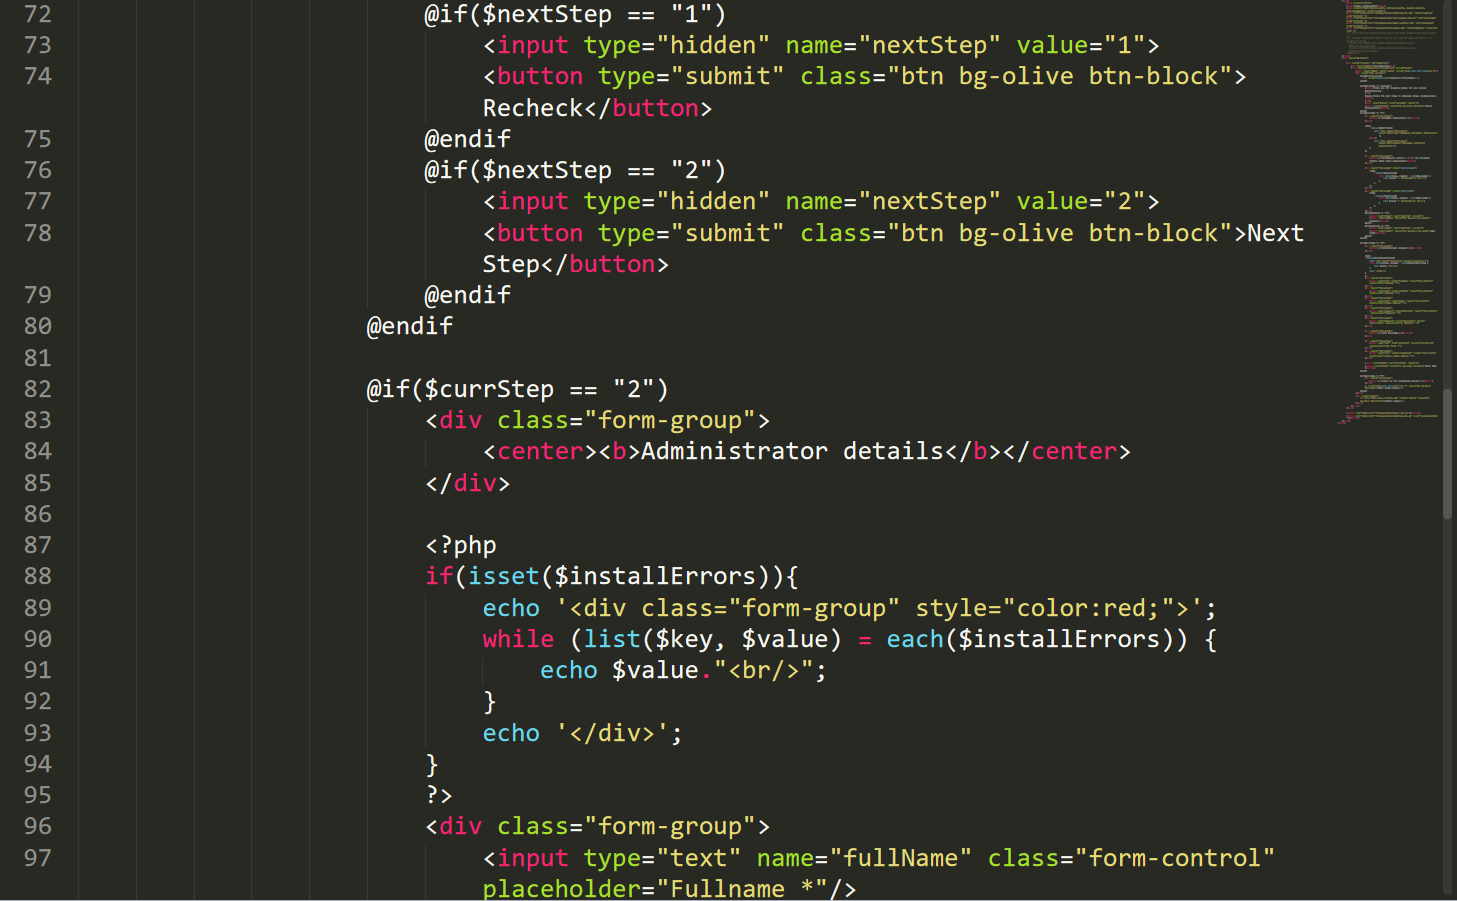 72 @if($nextStep == "1")
73 <input type="hidden" name="nextStep" value="1">
74 <button type="submit" class="btn bg-olive btn-block">
Recheck</button>
75 @endif
76 @if($nextStep == "2")
77 <input type="hidden" name="nextStep" value="2">
78 <button type="submit" class="btn bg-olive btn-block">Next
Step</button>
79 @endif
80 @endif
81
82 @if($currStep == "2")
83 <div class="form-group">
84 <center><b>Administrator details</b></center>
85 </div>
86
87 <?php
88 if(isset($installErrors)){
89 echo '<div class="form-group" style="color:red;">';
90 while (list($key, $value) = each($installErrors)) {
91 echo $value."<br/>";
92 }
93 echo '</div>';
94 }
95 ?>
96 <div class="form-group">
97 <input type="text" name="fullName" class="form-control"
placeholder="Fullname *"/>